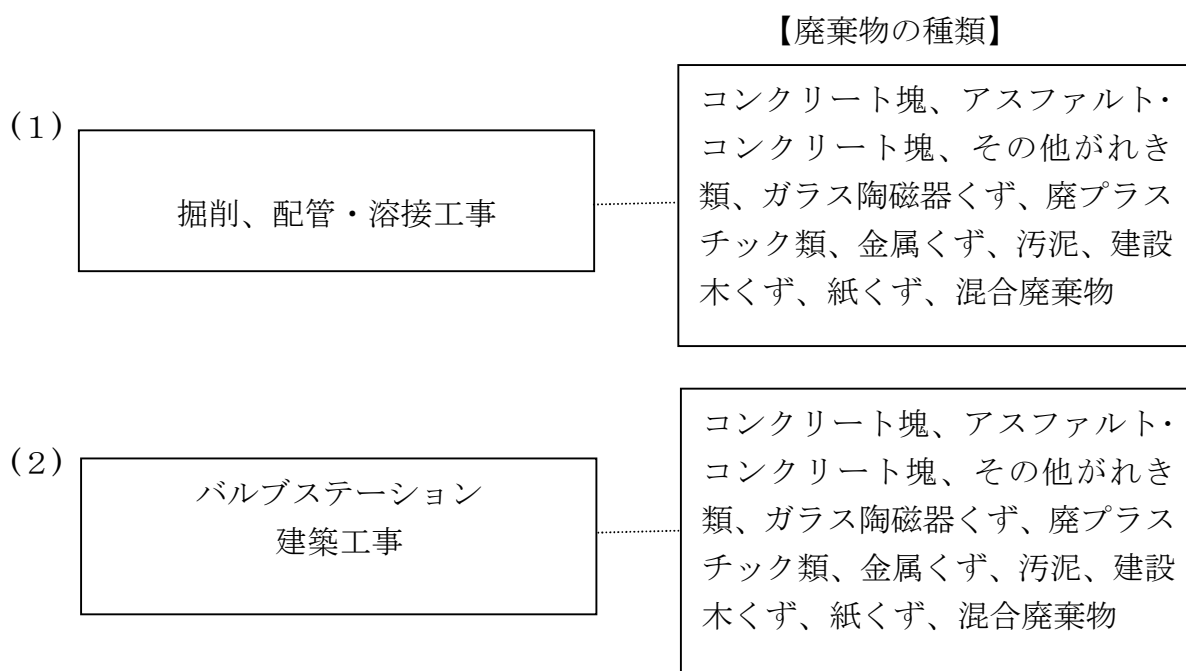 【廃棄物の種類】
(1)
掘削、配管・溶接工事
コンクリート塊、アスファルト・
コンクリート塊、その他がれき
類、ガラス陶磁器くず、廃プラス
チック類、金属くず、汚泥、建設
木くず、紙くず、混合廃棄物
(2)
バルブステーション
建築工事
コンクリート塊、アスファルト・
コンクリート塊、その他がれき
類、ガラス陶磁器くず、廃プラス
チック類、金属くず、汚泥、建設
木くず、紙くず、混合廃棄物